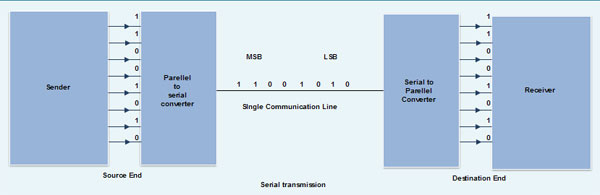 1
1
0
0
1
0
1
0
Sender
Parellel
to
serial
converter
MSB LSB
1 1 0 0 1 0 1 0
SIngle Communication Line
Serial to
Parellel
Converter
1
1
0
0
1
0
1
0
Receiver
Source End
Destination End
Serial transmission